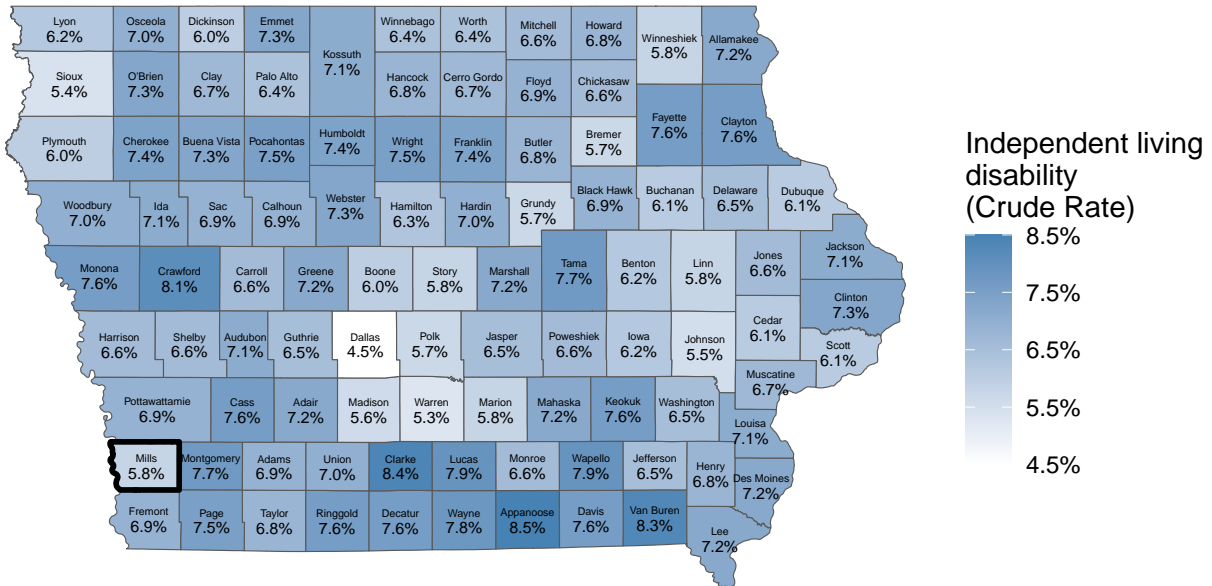 Lyon
6.2%
Osceola
7.0%
Dickinson
6.0%
Emmet
7.3%
Kossuth
7.1%
Winnebago
6.4%
Worth
6.4%
Mitchell
6.6%
Howard
6.8%
Winneshiek
5.8%
Allamakee
7.2%
Sioux
5.4%
O'Brien
7.3%
Clay
6.7%
Palo Alto
6.4%
Hancock
6.8%
Cerro Gordo
6.7%
Floyd
6.9%
Chickasaw
6.6%
Fayette
7.6%
Clayton
7.6%
Plymouth
6.0%
Cherokee
7.4%
Buena Vista
7.3%
Pocahontas
7.5%
Humboldt
7.4%
Wright
7.5%
Franklin
7.4%
Butler
6.8%
Bremer
5.7%
Woodbury
7.0%
Ida
7.1%
Sac
6.9%
Calhoun
6.9%
Webster
7.3%
Hamilton
6.3%
Hardin
7.0%
Grundy
5.7%
Black Hawk
6.9%
Buchanan
6.1%
Delaware
6.5%
Dubuque
6.1%
Monona
7.6%
Crawford
8.1%
Carroll
6.6%
Greene
7.2%
Boone
6.0%
Story
5.8%
Marshall
7.2%
Tama
7.7%
Benton
6.2%
Linn
5.8%
Jones
6.6%
Jackson
7.1%
Clinton
7.3%
Harrison
6.6%
Shelby
6.6%
Audubon
7.1%
Guthrie
6.5%
Dallas
4.5%
Polk
5.7%
Jasper
6.5%
Poweshiek
6.6%
Iowa
6.2%
Johnson
5.5%
Cedar
6.1%
Scott
6.1%
Muscatine
6.7%
Pottawattamie
6.9%
Cass
7.6%
Adair
7.2%
Madison
5.6%
Warren
5.3%
Marion
5.8%
Mahaska
7.2%
Keokuk
7.6%
Washington
6.5%
Louisa
7.1%
Mills
5.8%
Montgomery
7.7%
Adams
6.9%
Union
7.0%
Clarke
8.4%
Lucas
7.9%
Monroe
6.6%
Wapello
7.9%
Jefferson
6.5%
Henry
6.8%
Des Moines
7.2%
Fremont
6.9%
Page
7.5%
Taylor
6.8%
Ringgold
7.6%
Decatur
7.6%
Wayne
7.8%
Appanoose
8.5%
Davis
7.6%
Van Buren
8.3%
Lee
7.2%
Independent living
disability
(Crude Rate)
8.5%
7.5%
6.5%
5.5%
4.5%